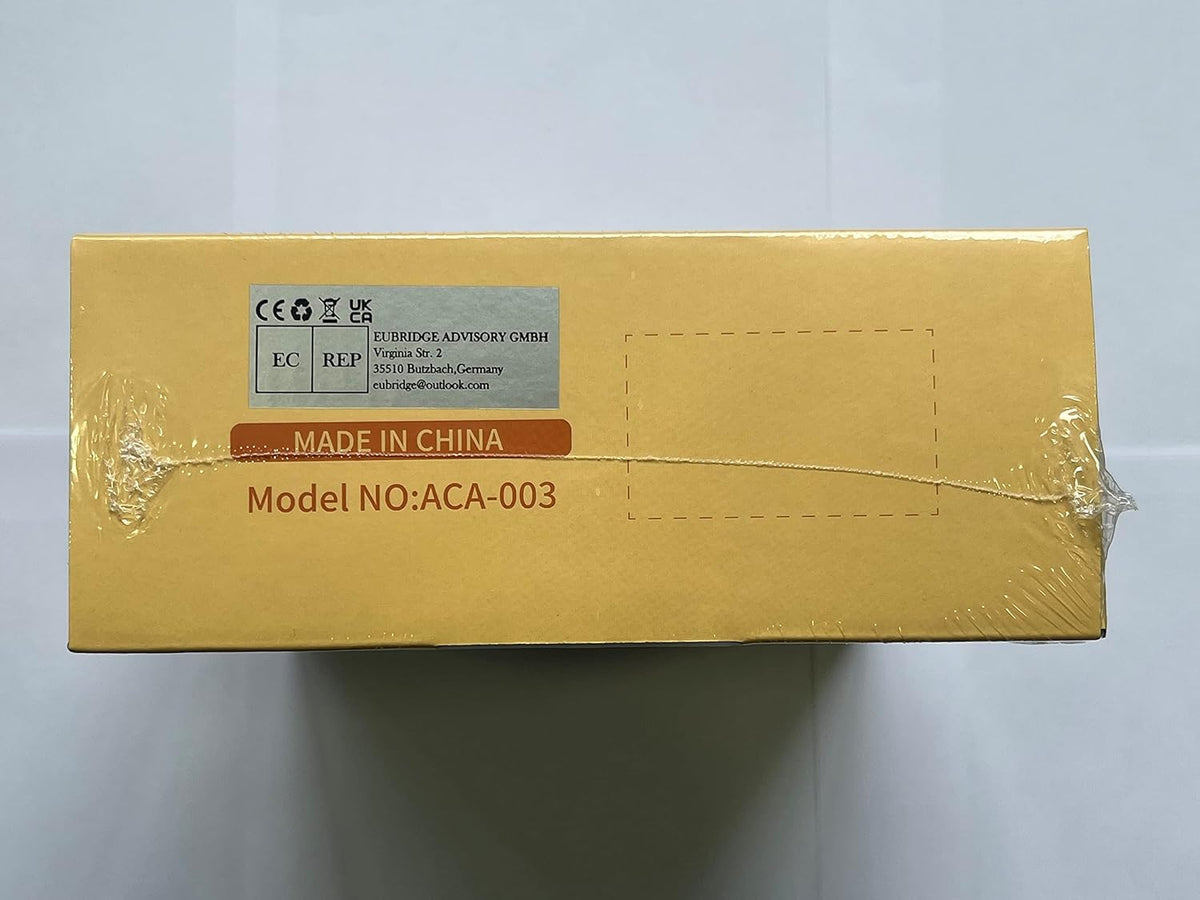 CE UK CA
EC REP
EUBRIDGE ADVISORY GMBH
Virginia Str. 2
35510 Butzbach,Germany
eubridge@outlook.com
MADE IN CHINA
Model NO:ACA-003